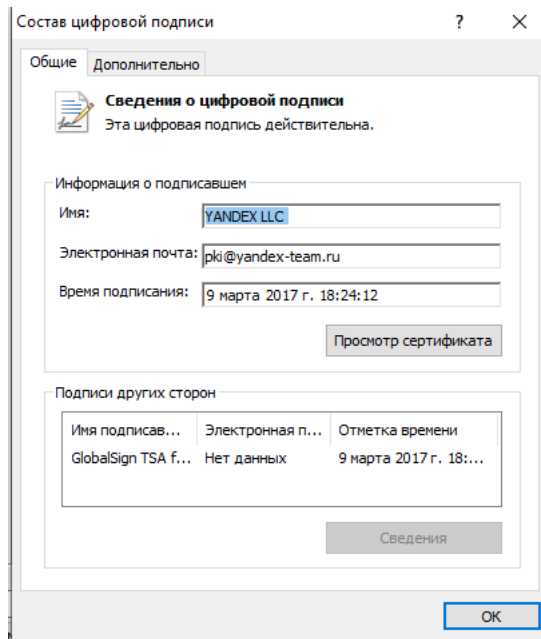 Состав цифровой подписи ?
Общие Дополнительно
Сведения о цифровой подписи
Эта цифровая подпись действительна.
Информация о подписавшем
Имя: YANDEX LLC
Электронная почта: pki@yandex-team.ru
Время подписания: 9 марта 2017 г. 18:24:12
Просмотр сертификата
Подписи других сторон
Имя подписав... Электронная п... Отметка времени
GlobalSign TSA f... Нет данных 9 марта 2017 г. 18:...
Сведения
ОК